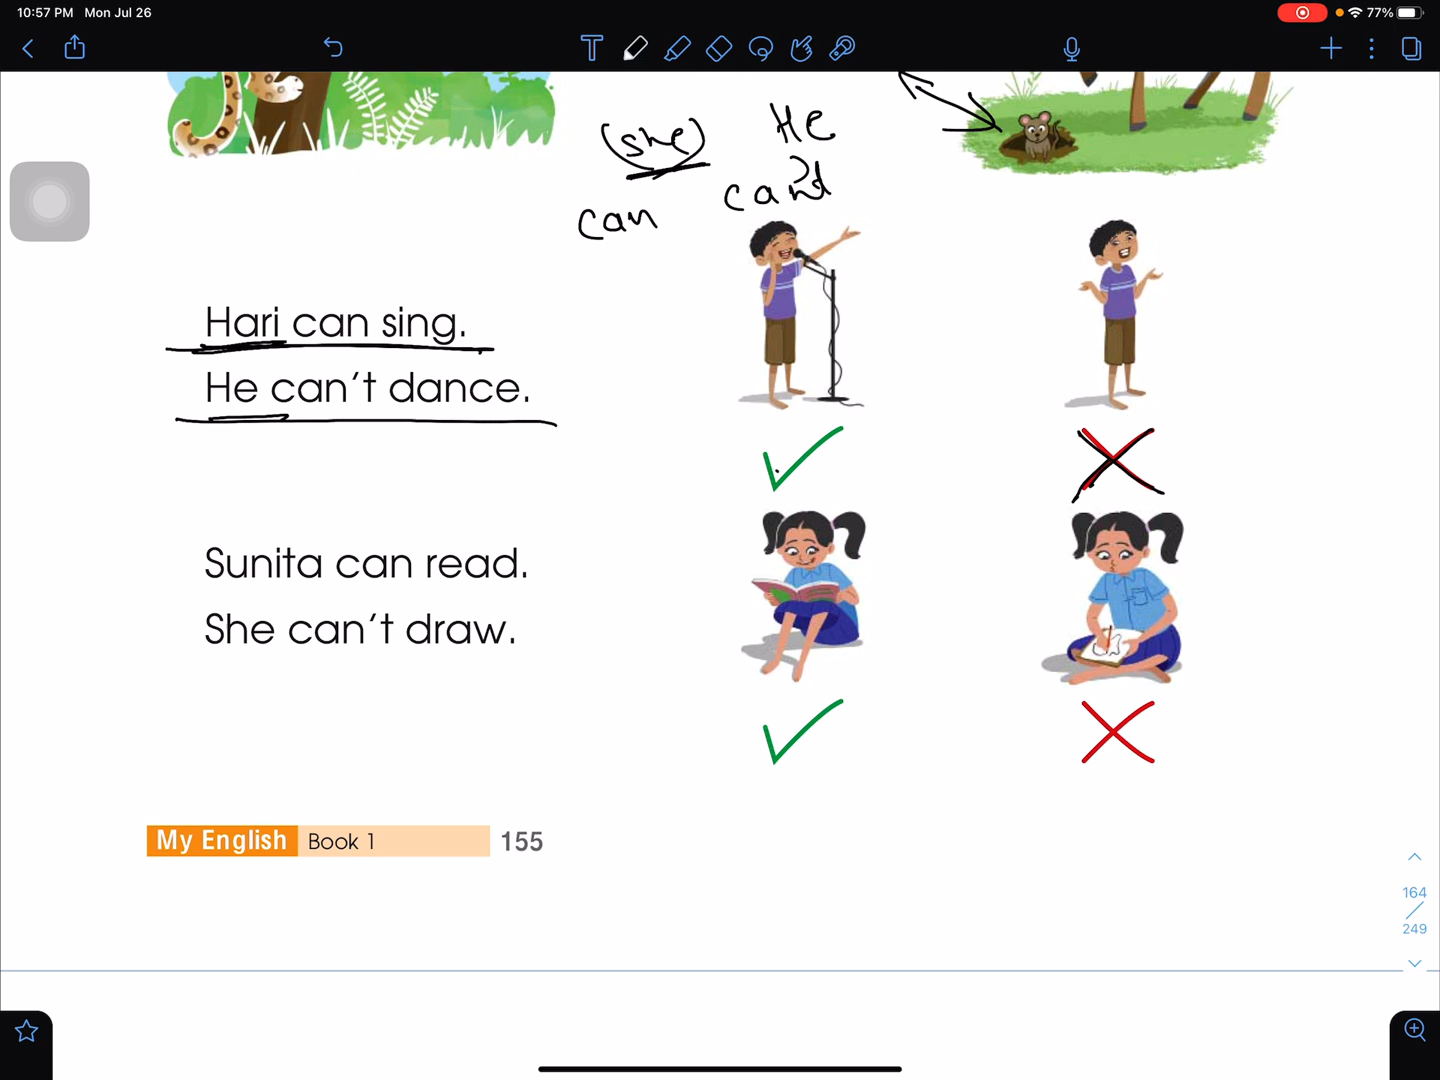 10:57 PM Mon Jul 26
77%
T
(she) He
can can't
Hari can sing.
He can't dance.
Sunita can read.
She can't draw.
My English Book 1 155
164
249